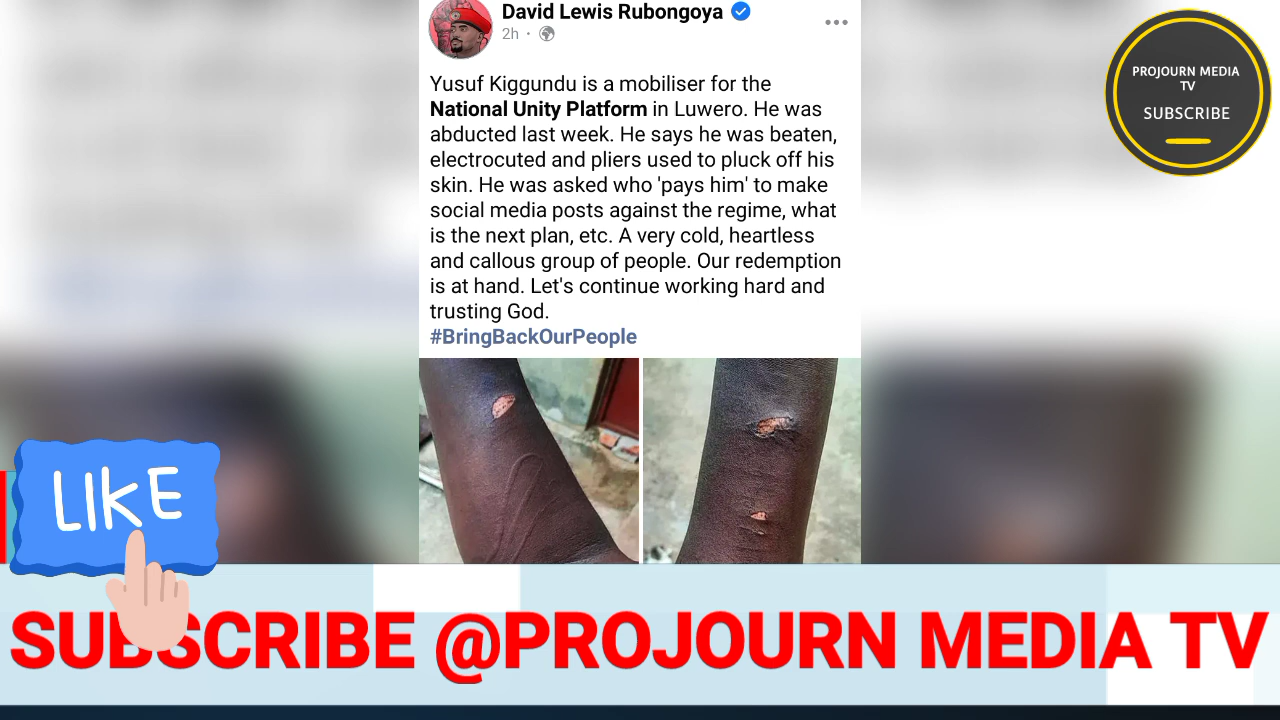 David Lewis Rubongoya
2h ·
Yusuf Kiggundu is a mobiliser for the
National Unity Platform in Luwero. He was
abducted last week. He says he was beaten,
electrocuted and pliers used to pluck off his
skin. He was asked who 'pays him' to make
social media posts against the regime, what
is the next plan, etc. A very cold, heartless
and callous group of people. Our redemption
is at hand. Let's continue working hard and
trusting God.
#BringBackOurPeople
PROJOURN MEDIA
TV
SUBSCRIBE
LIKE
SUBSCRIBE @PROJOURN MEDIA TV